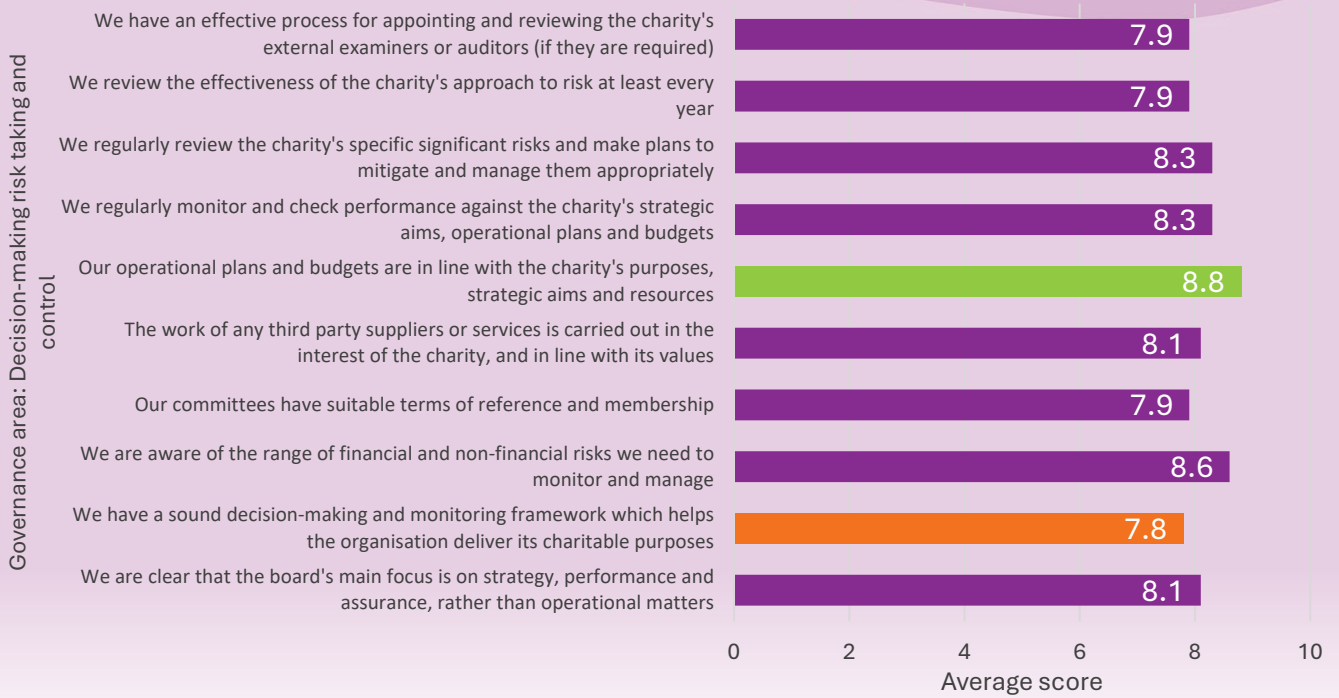 Governance area: Decision-making risk taking and
control
We have an effective process for appointing and reviewing the charity's
external examiners or auditors (if they are required)
7.9
We review the effectiveness of the charity's approach to risk at least every
year
7.9
We regularly review the charity's specific significant risks and make plans to
mitigate and manage them appropriately
8.3
We regularly monitor and check performance against the charity's strategic
aims, operational plans and budgets
8.3
Our operational plans and budgets are in line with the charity's purposes,
strategic aims and resources
8.8
The work of any third party suppliers or services is carried out in the
interest of the charity, and in line with its values
8.1
Our committees have suitable terms of reference and membership
7.9
We are aware of the range of financial and non-financial risks we need to
monitor and manage
8.6
We have a sound decision-making and monitoring framework which helps
the organisation deliver its charitable purposes
7.8
We are clear that the board's main focus is on strategy, performance and
assurance, rather than operational matters
8.1
0 2 4 6 8 10
Average score